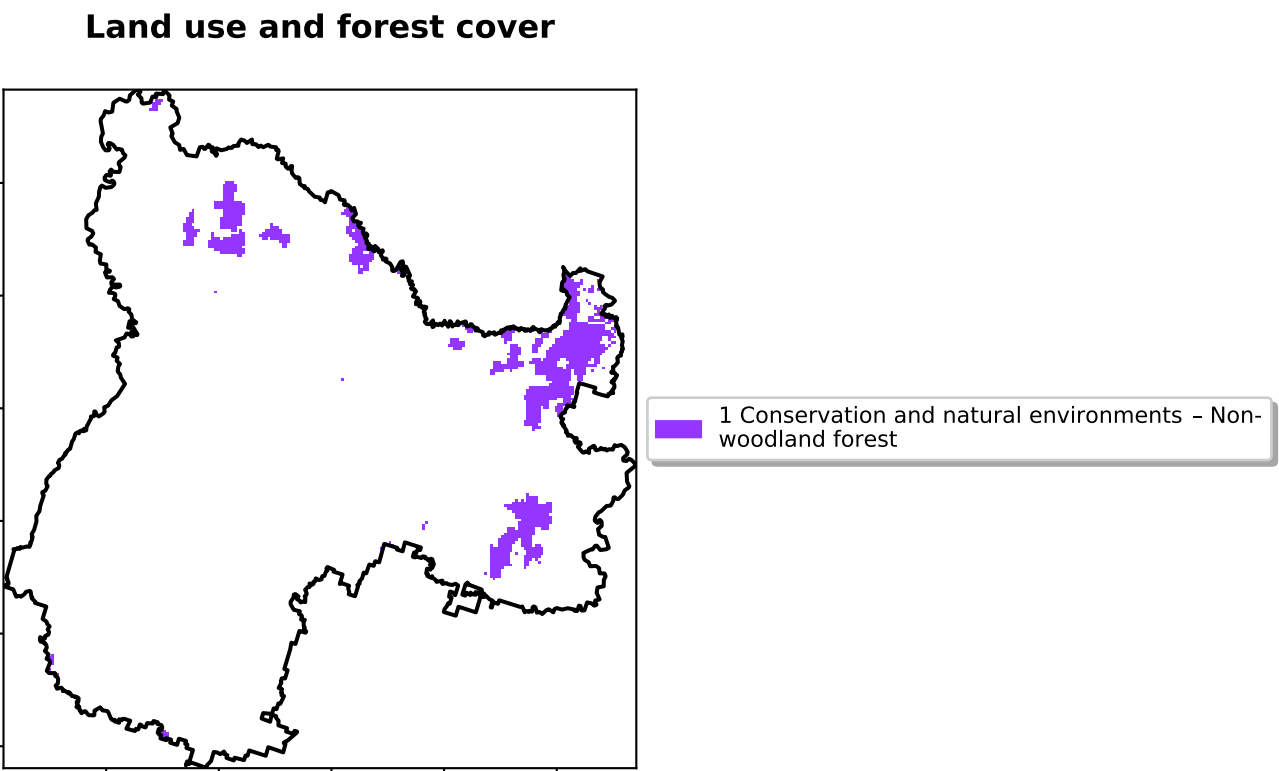 Land use and forest cover
1 Conservation and natural environments – Non-
woodland forest